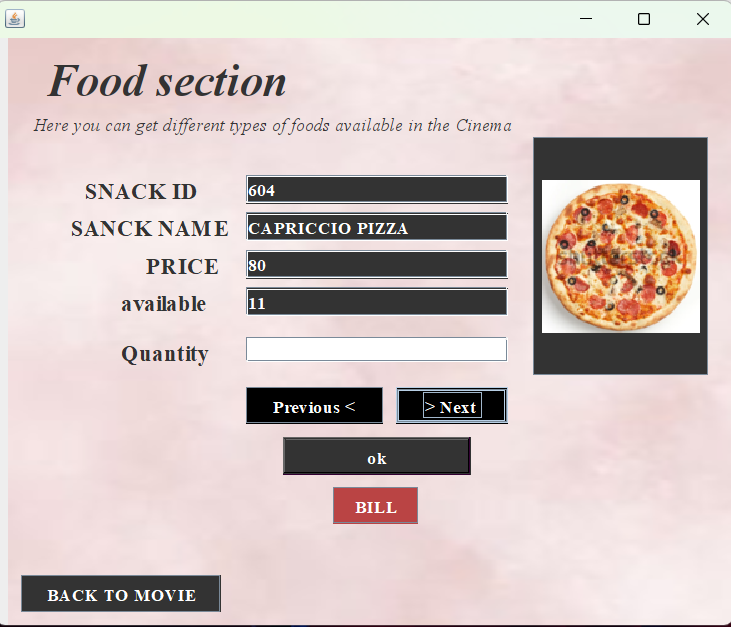 Food section
Here you can get different types of foods available in the Cinema
SNACK ID 604
SANCK NAME CAPRICCIO PIZZA
PRICE 80
available 11
Quantity
Previous < > Next
ok
BILL
BACK TO MOVIE